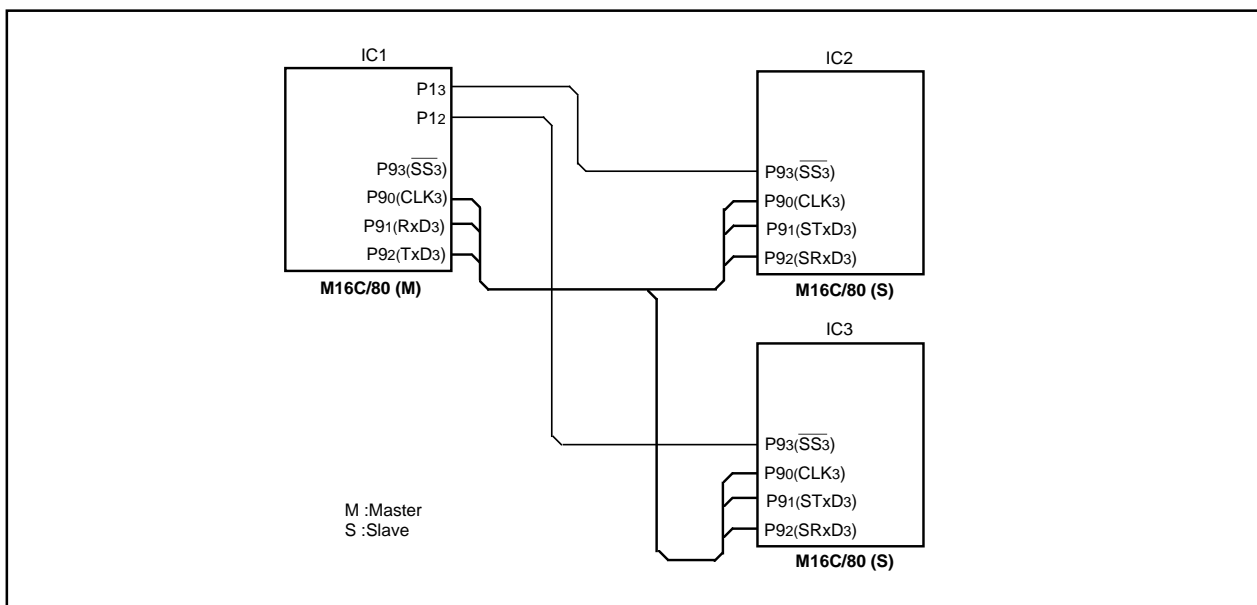 IC1
P13
P12
P93(SS3)
P90(CLK3)
P91(RxD3)
P92(TxD3)
M16C/80 (M)
IC2
P93(SS3)
P90(CLK3)
P91(STxD3)
P92(SRxD3)
M16C/80 (S)
IC3
P93(SS3)
P90(CLK3)
P91(STxD3)
P92(SRxD3)
M16C/80 (S)
M :Master
S :Slave